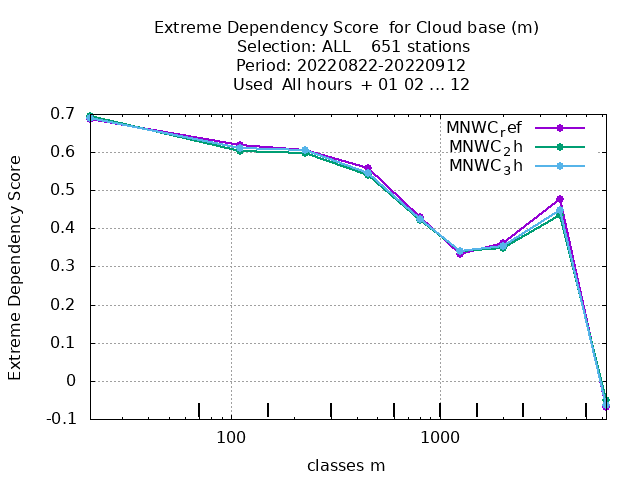 Extreme Dependency Score  for Cloud base (m)
Selection: ALL    651 stations
Period: 20220822-20220912
Used  All hours  + 01 02 ... 12
MNWC_ref
MNWC_2h
MNWC_3h
0.7
0.6
0.5
0.4
0.3
0.2
0.1
0
-0.1
Extreme Dependency Score
100
1000
classes m